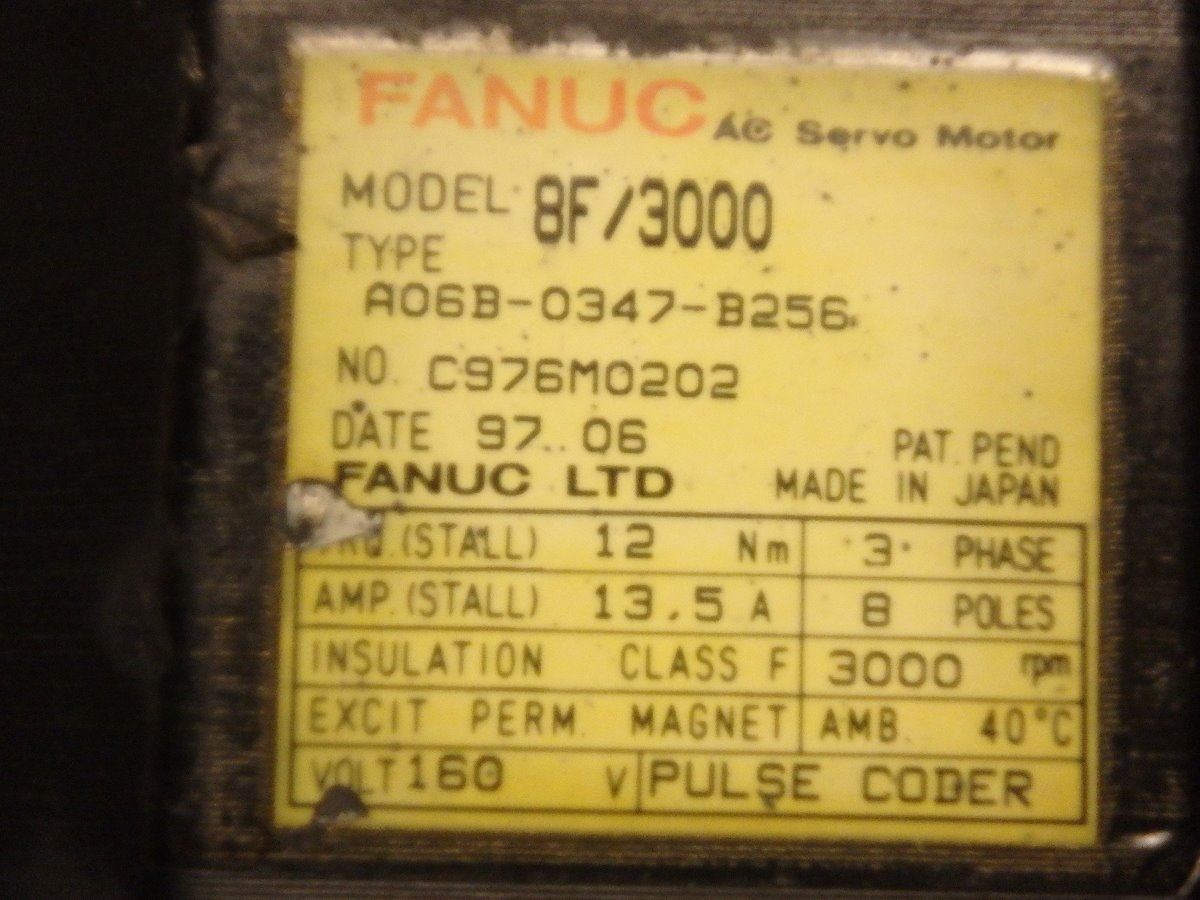 FANUC AC Servo Motor
MODEL 8F/3000
TYPE
A06B-0347-B256
NO. C976M0202
DATE 97.06
PAT. PEND
FANUC LTD MADE IN JAPAN
TRQ.(STALL) 12 Nm 3 PHASE
AMP.(STALL) 13.5 A 8 POLES
INSULATION CLASS F 3000 rpm
EXCIT PERM. MAGNET AMB. 40°C
VOLT 160 V PULSE CODER